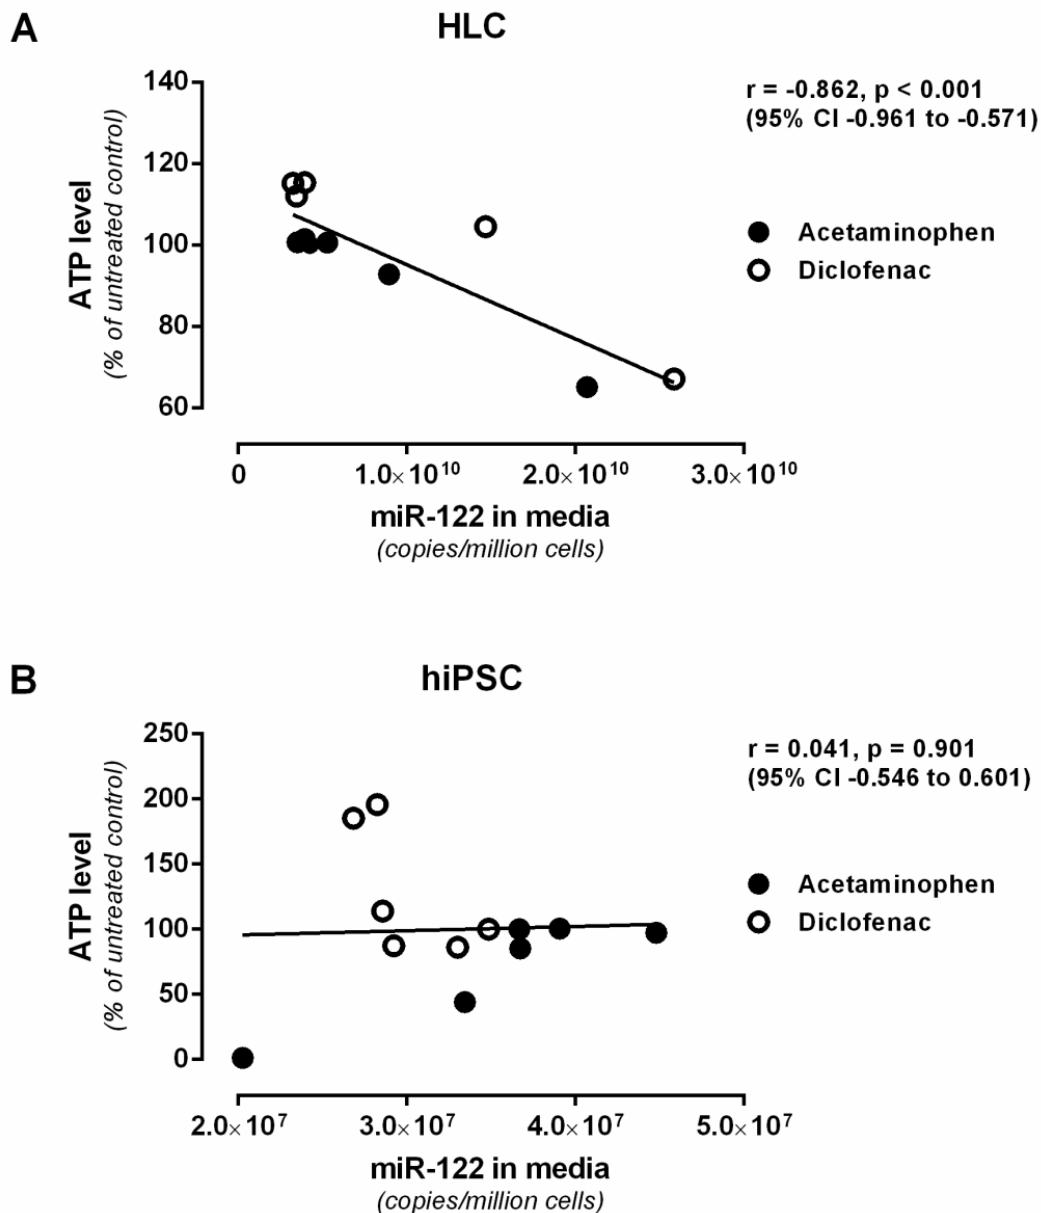 A
HLC
r = -0.862, p < 0.001
(95% CI -0.961 to -0.571)
ATP level
(% of untreated control)
140
120
100
80
60
Acetaminophen
Diclofenac
0
1.0×10¹⁰
2.0×10¹⁰
3.0×10¹⁰
miR-122 in media
(copies/million cells)
B
hiPSC
r = 0.041, p = 0.901
(95% CI -0.546 to 0.601)
ATP level
(% of untreated control)
250
200
150
100
50
0
Acetaminophen
Diclofenac
2.0×10⁷
3.0×10⁷
4.0×10⁷
5.0×10⁷
miR-122 in media
(copies/million cells)